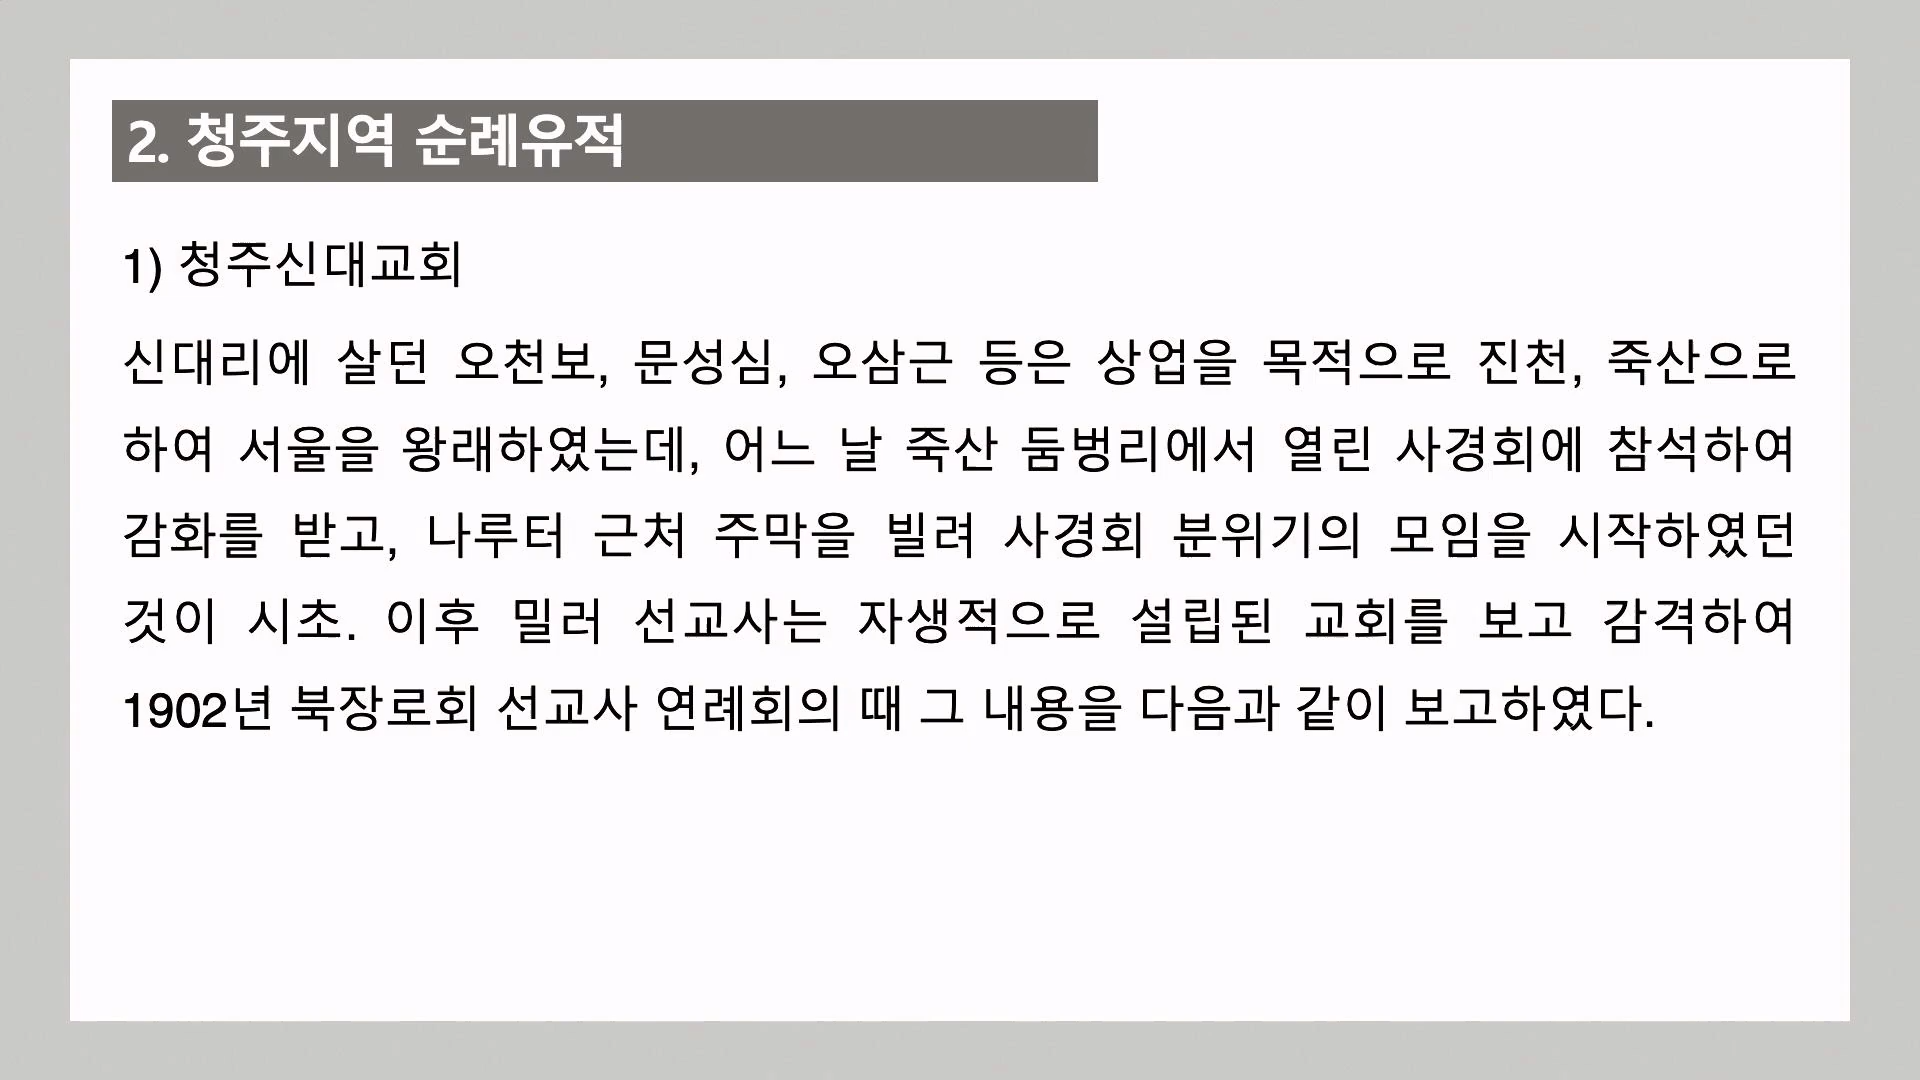 2. 청주지역 순례유적
1) 청주신대교회
신대리에 살던 오천보, 문성심, 오삼근 등은 상업을 목적으로 진천, 죽산으로
하여 서울을 왕래하였는데, 어느 날 죽산 둠벙리에서 열린 사경회에 참석하여
감화를 받고, 나루터 근처 주막을 빌려 사경회 분위기의 모임을 시작하였던
것이 시초. 이후 밀러 선교사는 자생적으로 설립된 교회를 보고 감격하여
1902년 북장로회 선교사 연례회의 때 그 내용을 다음과 같이 보고하였다.